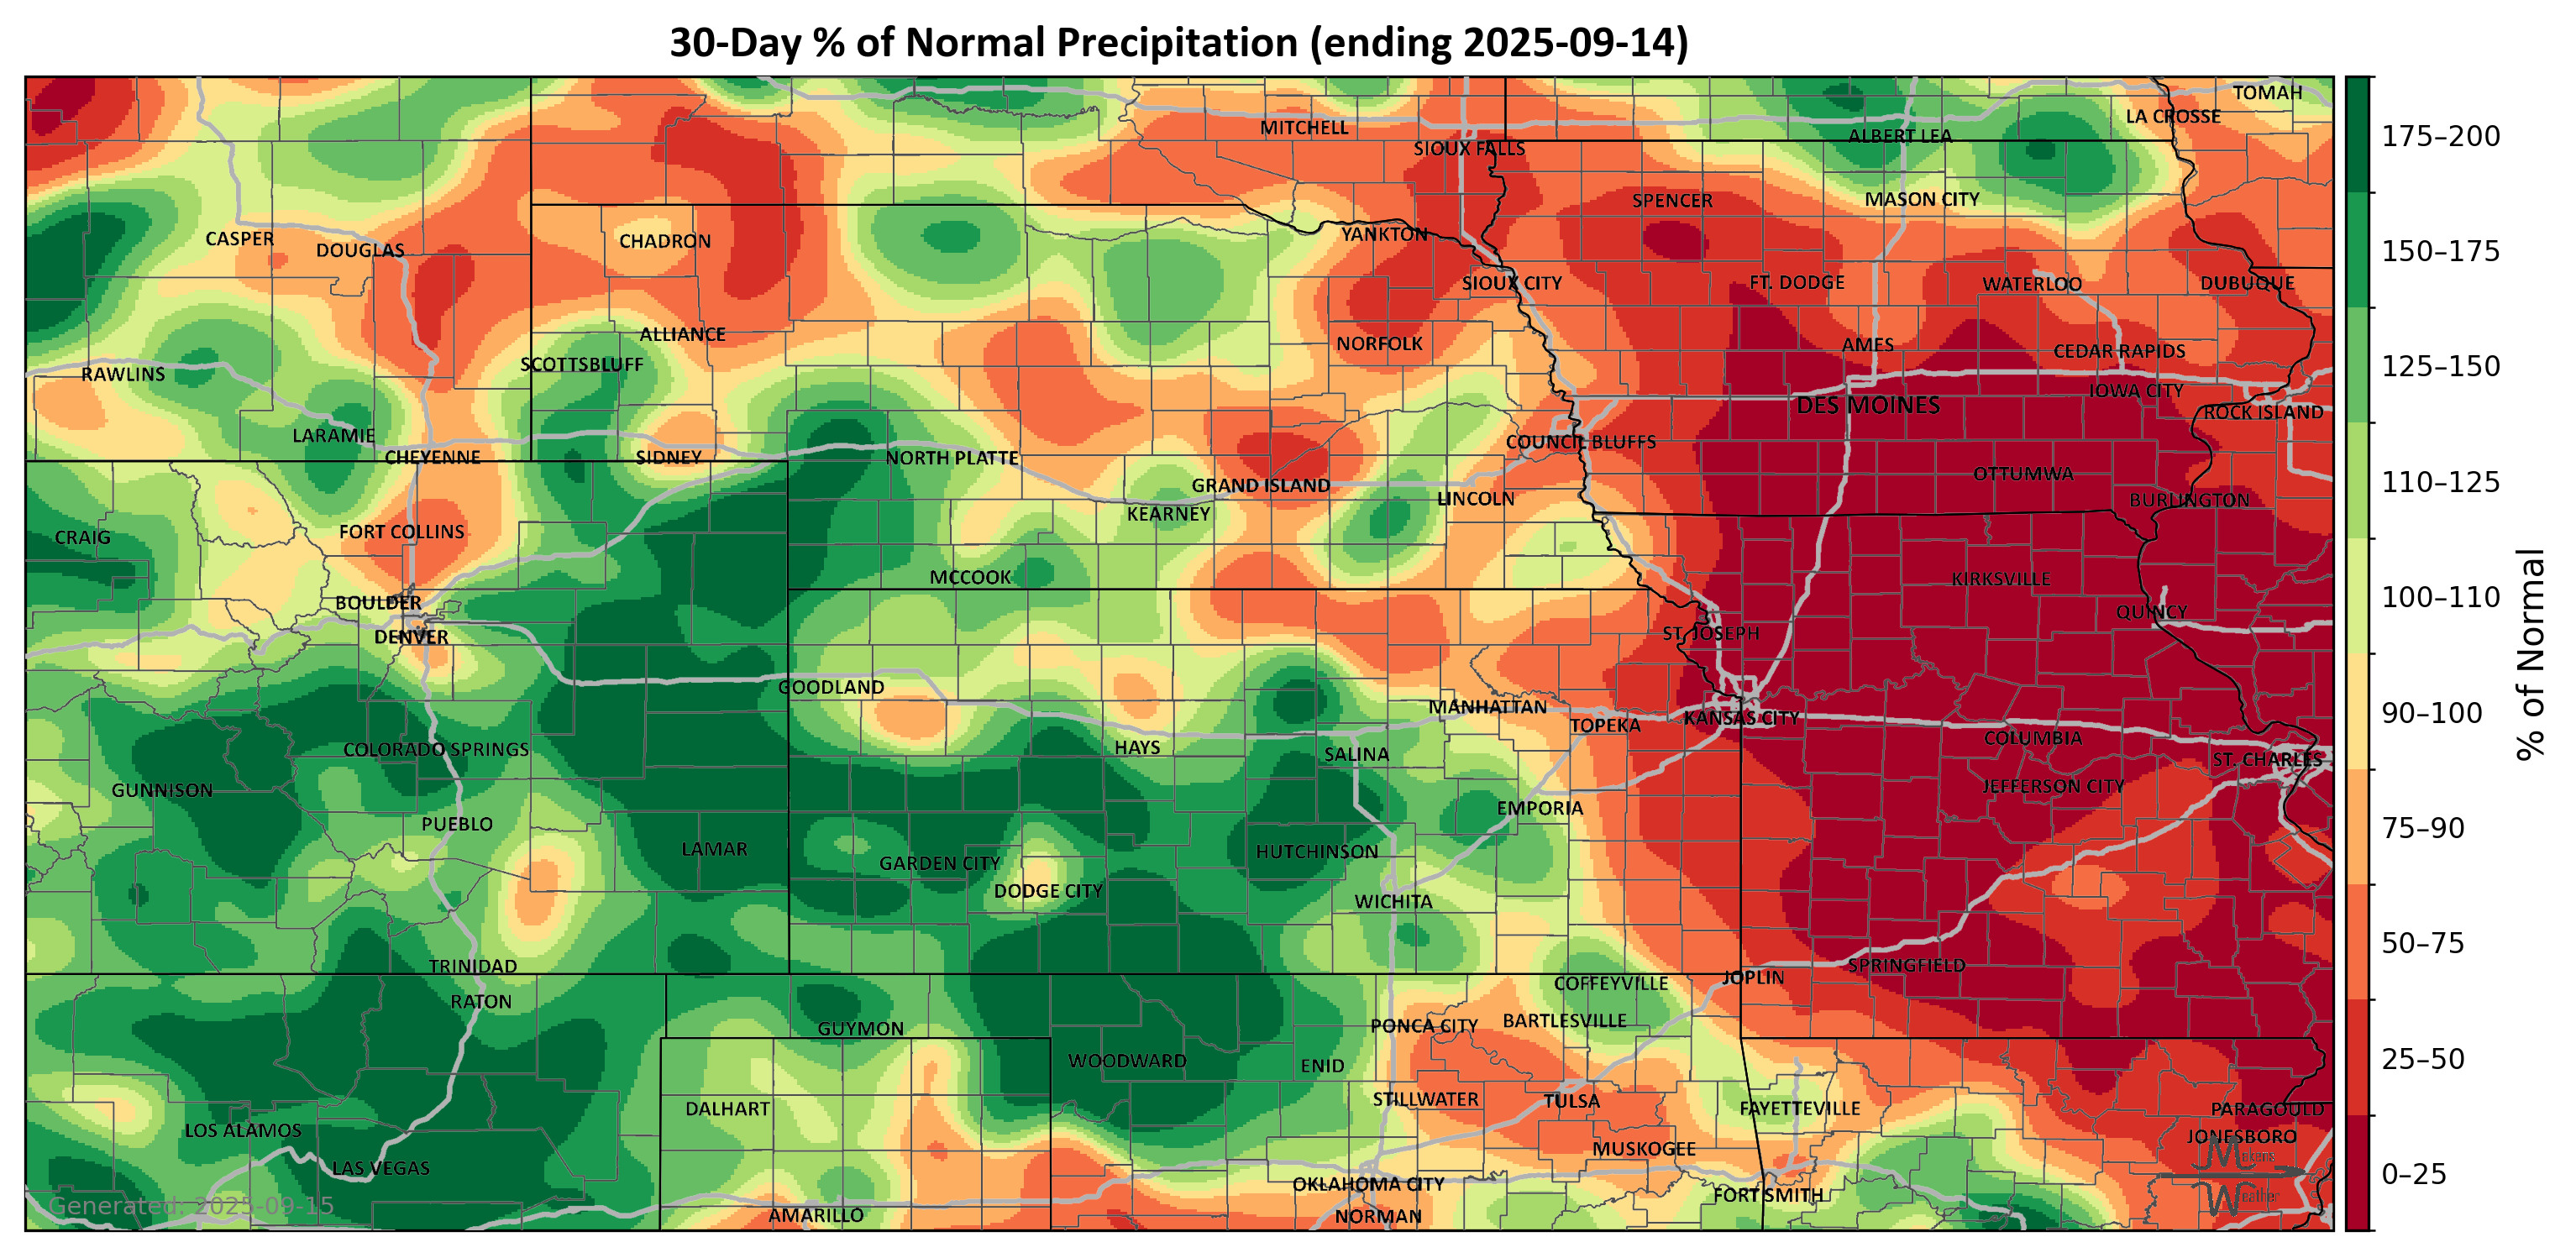 30-Day % of Normal Precipitation (ending 2025-09-14)
TOMAH
LA CROSSE
MITCHELL
ALBERT LEA
SIOUX FALLS
SPENCER
MASON CITY
YANKTON
CASPER
DOUGLAS
CHADRON
SIOUX CITY
FT. DODGE
WATERLOO
DUBUQUE
ALLIANCE
NORFOLK
AMES
CEDAR RAPIDS
SCOTTSBLUFF
RAWLINS
IOWA CITY
DES MOINES
ROCK ISLAND
LARAMIE
COUNCIL BLUFFS
CHEYENNE
SIDNEY
NORTH PLATTE
OTTUMWA
GRAND ISLAND
LINCOLN
BURLINGTON
KEARNEY
FORT COLLINS
CRAIG
MCCOOK
KIRKSVILLE
BOULDER
QUINCY
DENVER
ST. JOSEPH
GOODLAND
MANHATTAN
TOPEKA
KANSAS CITY
COLORADO SPRINGS
HAYS
SALINA
COLUMBIA
ST. CHARLES
GUNNISON
JEFFERSON CITY
EMPORIA
PUEBLO
LAMAR
GARDEN CITY
HUTCHINSON
DODGE CITY
WICHITA
TRINIDAD
SPRINGFIELD
COFFEYVILLE
JOPLIN
RATON
GUYMON
PONCA CITY
BARTLESVILLE
WOODWARD
ENID
STILLWATER
TULSA
DALHART
FAYETTEVILLE
PARAGOULD
LOS ALAMOS
JONESBORO
MUSKOGEE
LAS VEGAS
OKLAHOMA CITY
FORT SMITH
AMARILLO
NORMAN
Generated: 2025-09-15
Makens
Weather
175–200
150–175
125–150
110–125
100–110
90–100
75–90
50–75
25–50
0–25
% of Normal